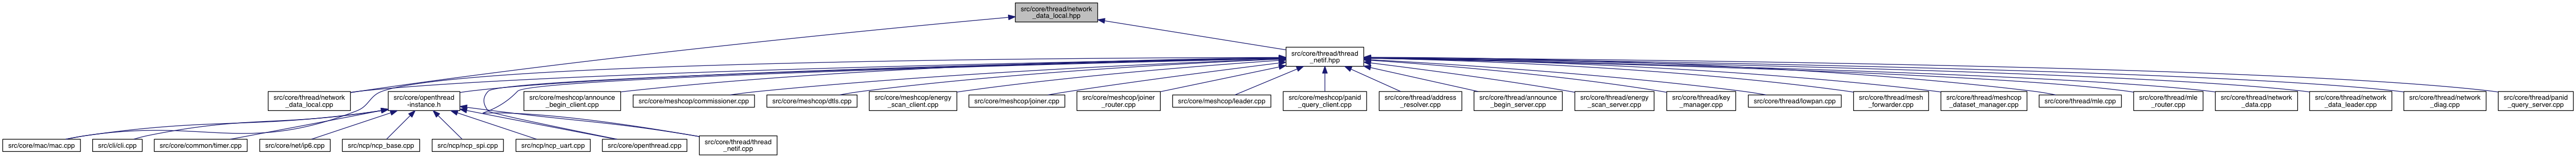 src/core/thread/network
_data_local.hpp
src/core/thread/thread
_netif.hpp
src/core/thread/network
_data_local.cpp
src/core/openthread
-instance.h
src/core/meshcop/announce
_begin_client.cpp
src/core/meshcop/commissioner.cpp
src/core/meshcop/dtls.cpp
src/core/meshcop/energy
_scan_client.cpp
src/core/meshcop/joiner.cpp
src/core/meshcop/joiner
_router.cpp
src/core/meshcop/leader.cpp
src/core/meshcop/panid
_query_client.cpp
src/core/thread/address
_resolver.cpp
src/core/thread/announce
_begin_server.cpp
src/core/thread/energy
_scan_server.cpp
src/core/thread/key
_manager.cpp
src/core/thread/lowpan.cpp
src/core/thread/mesh
_forwarder.cpp
src/core/thread/meshcop
_dataset_manager.cpp
src/core/thread/mle.cpp
src/core/thread/mle
_router.cpp
src/core/thread/network
_data.cpp
src/core/thread/network
_data_leader.cpp
src/core/thread/network
_diag.cpp
src/core/thread/panid
_query_server.cpp
src/core/mac/mac.cpp
src/cli/cli.cpp
src/core/common/timer.cpp
src/core/net/ip6.cpp
src/ncp/ncp_base.cpp
src/ncp/ncp_spi.cpp
src/ncp/ncp_uart.cpp
src/core/openthread.cpp
src/core/thread/thread
_netif.cpp